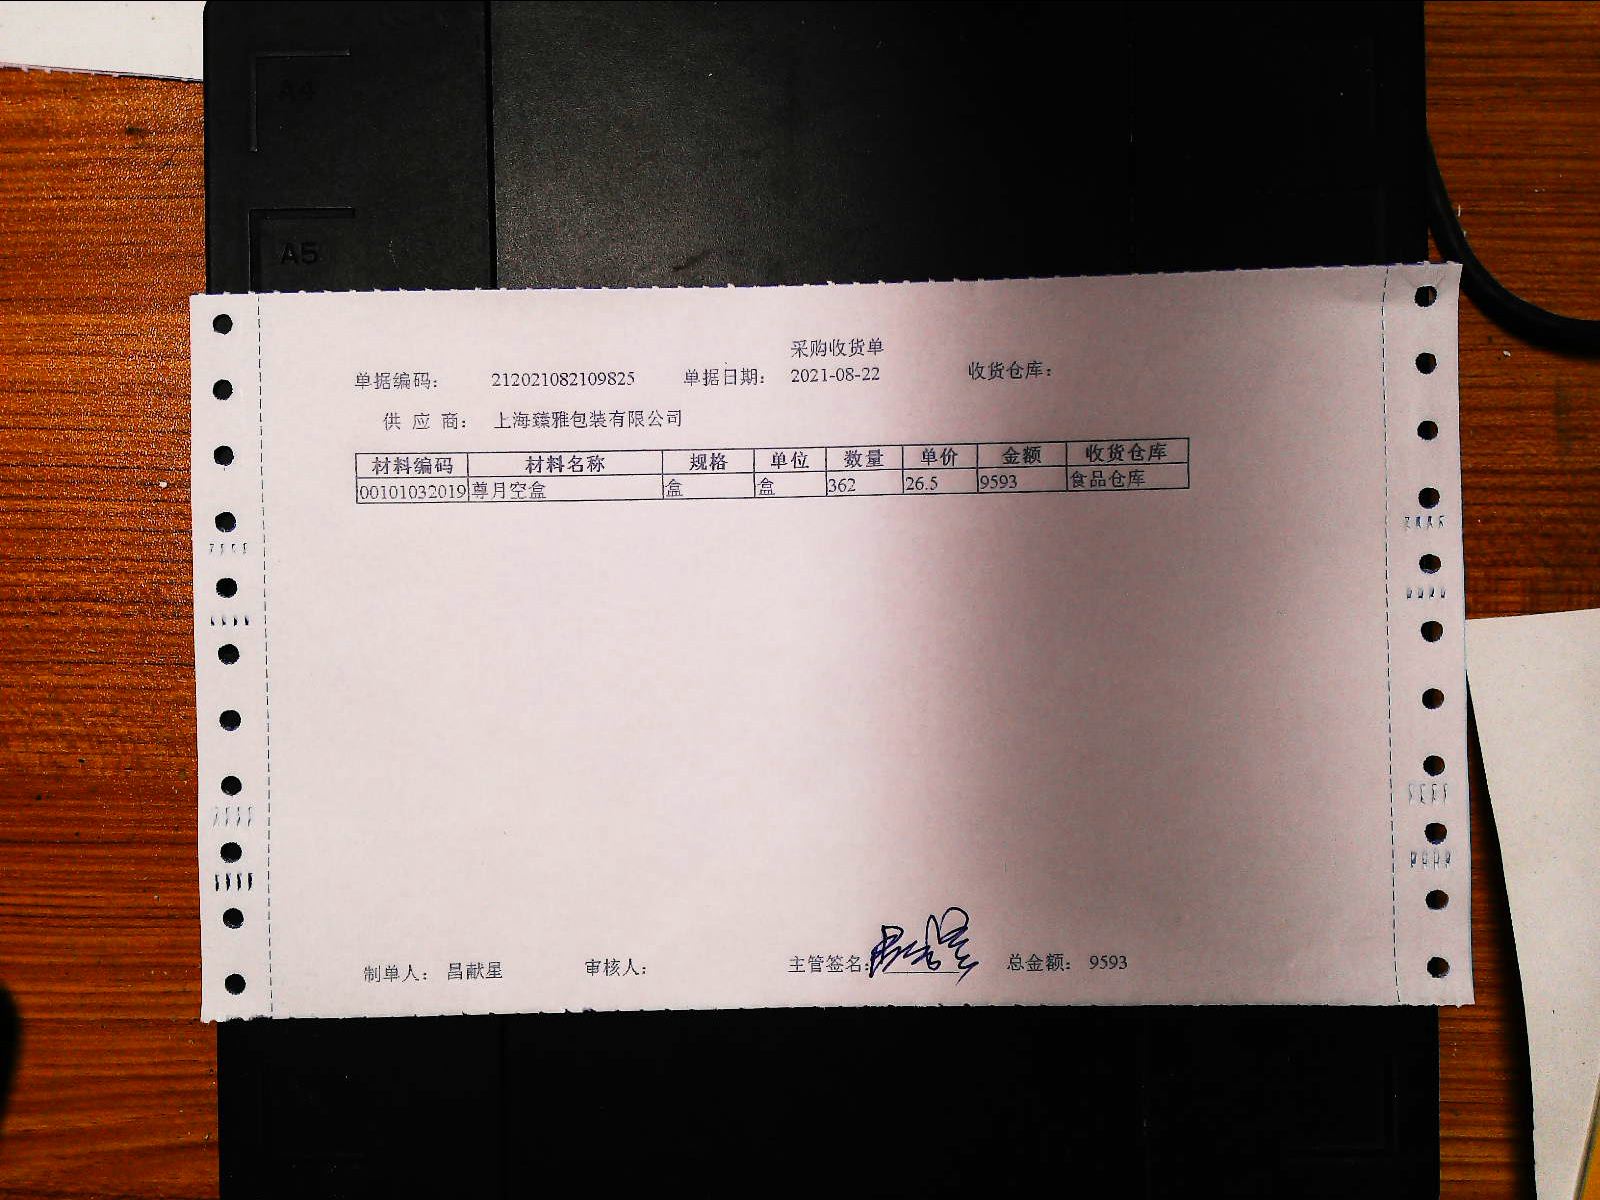 A4
A5
采购收货单
单据编码： 212021082109825 单据日期： 2021-08-22 收货仓库：
供 应 商： 上海臻雅包装有限公司
材料编码 材料名称 规格 单位 数量 单价 金额 收货仓库
00101032019 尊月空盒 盒 盒 362 26.5 9593 食品仓库
制单人： 昌献星 审核人： 主管签名： 总金额： 9593